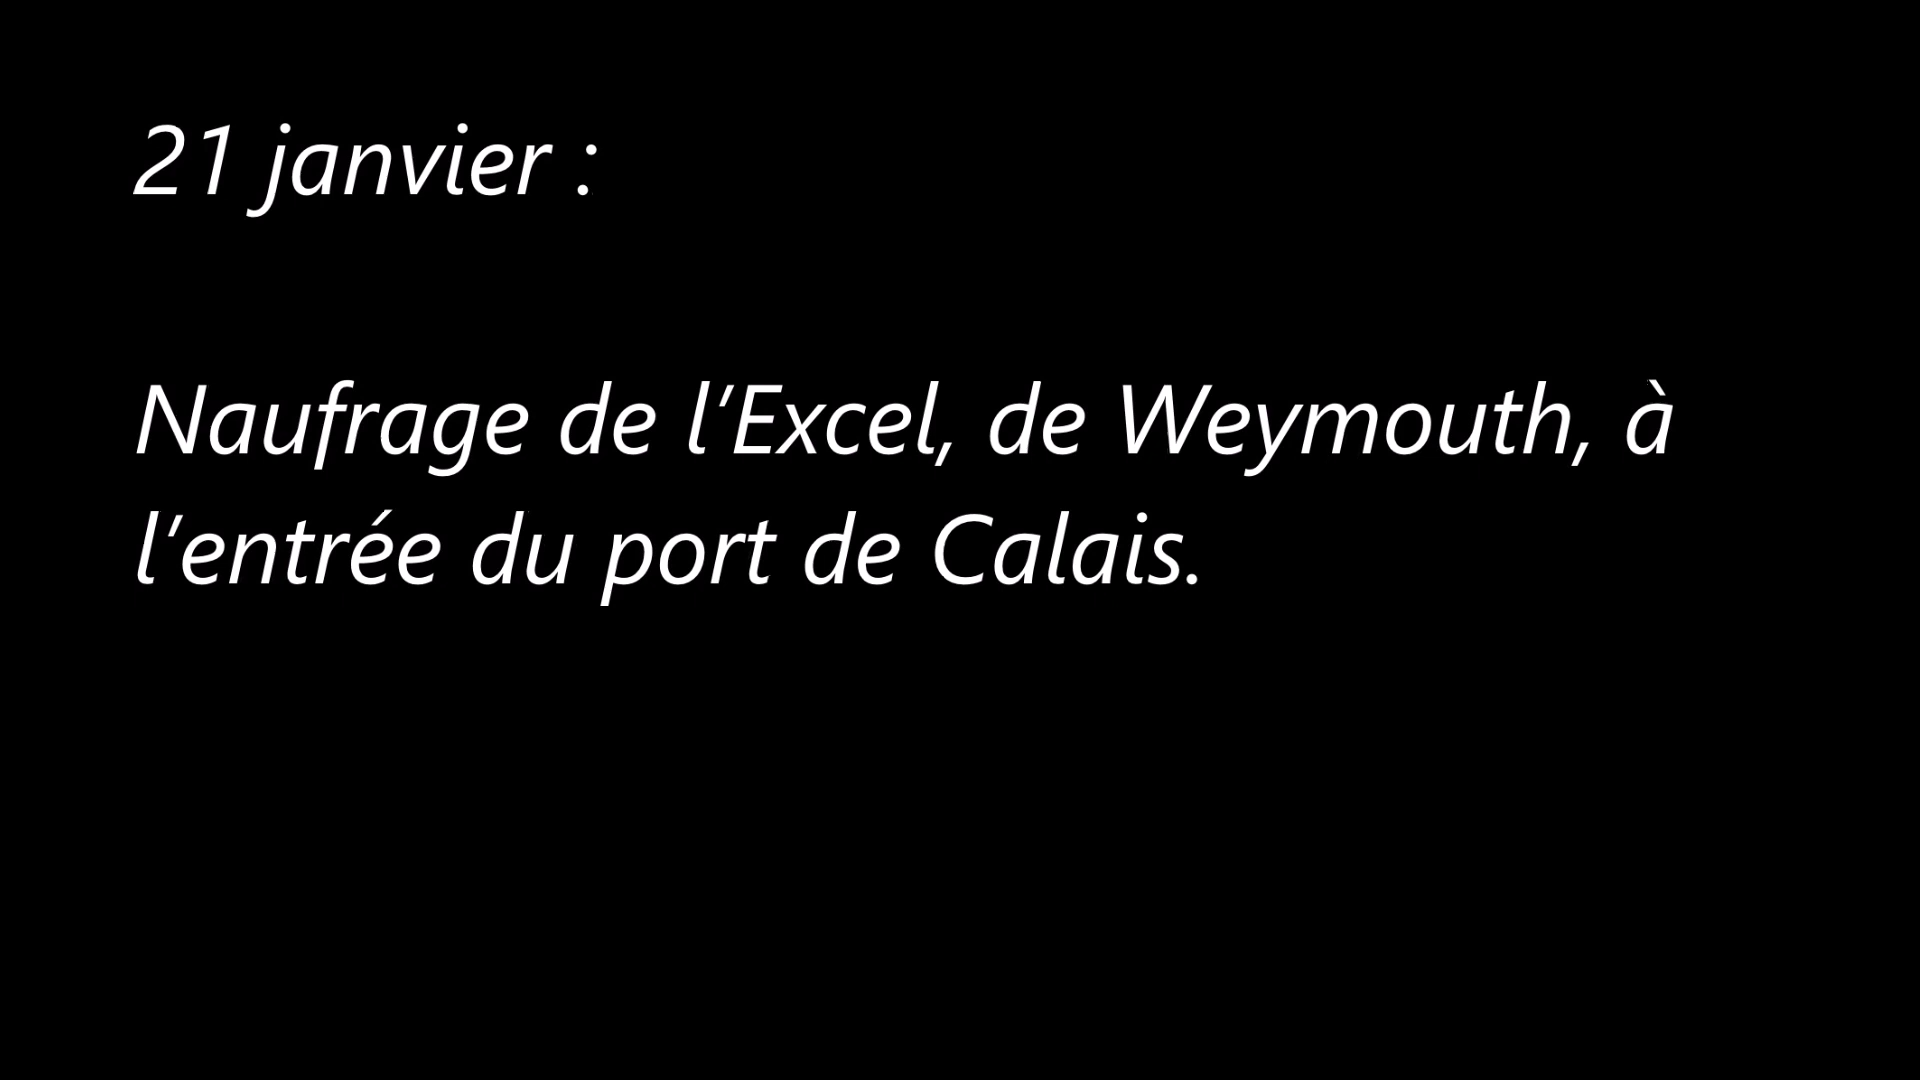 21 janvier :
Naufrage de l’Excel, de Weymouth, à
l’entrée du port de Calais.